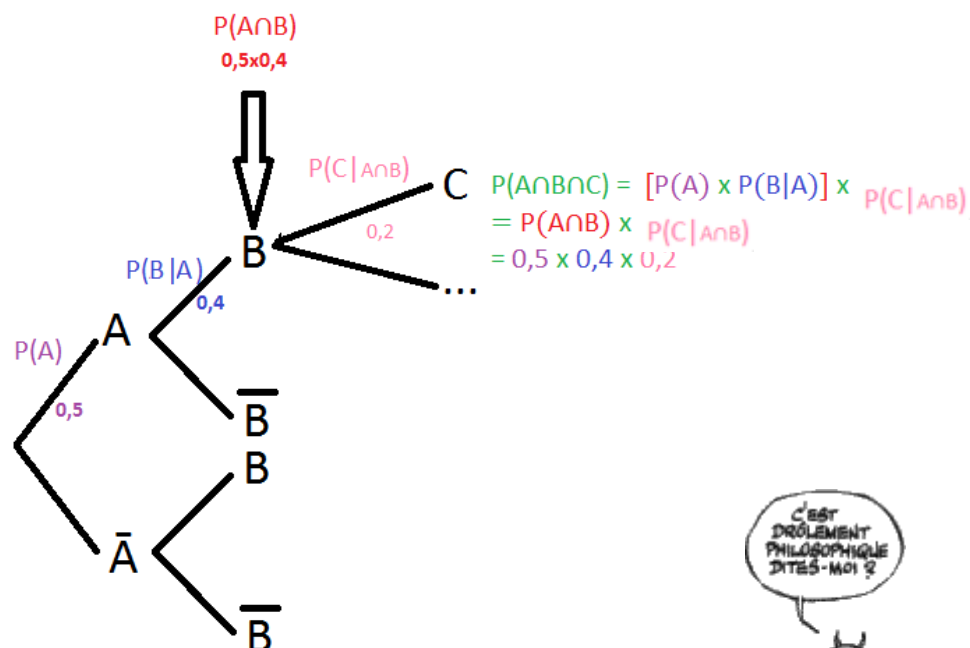 P(A∩B)
0,5x0,4
P(C|A∩B)
C
P(A∩B∩C) = [P(A) x P(B|A)] x P(C|A∩B)
= P(A∩B) x P(C|A∩B)
= 0,5 x 0,4 x 0,2
0,2
B
P(B|A)
...
0,4
A
P(A)
0,5
B̅
B
A̅
B̅
C'EST
DRÔLEMENT
PHILOSOPHIQUE
DITES-MOI ?